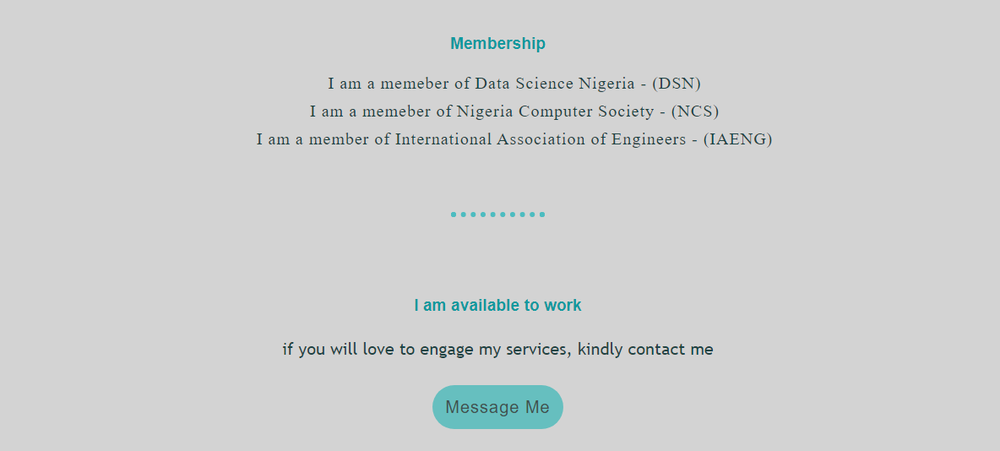 Membership
I am a memeber of Data Science Nigeria - (DSN)
I am a memeber of Nigeria Computer Society - (NCS)
I am a member of International Association of Engineers - (IAENG)
I am available to work
if you will love to engage my services, kindly contact me
Message Me